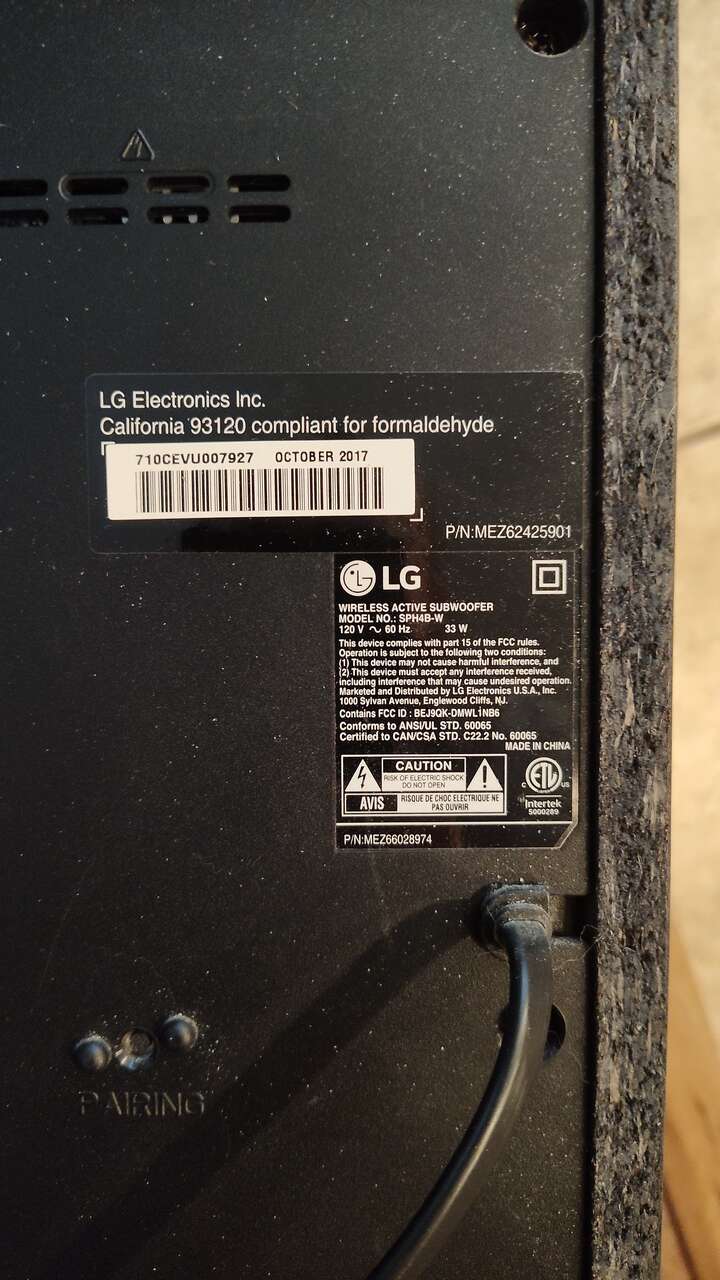 LG Electronics Inc.
California 93120 compliant for formaldehyde
710CEVU007927 OCTOBER 2017
P/N:MEZ62425901
LG
WIRELESS ACTIVE SUBWOOFER
MODEL NO.: SPH4B-W
120 V ~ 60 Hz 33 W
This device complies with part 15 of the FCC rules.
Operation is subject to the following two conditions:
(1) This device may not cause harmful interference, and
(2) This device must accept any interference received,
including interference that may cause undesired operation.
Marketed and Distributed by LG Electronics U.S.A., Inc.
1000 Sylvan Avenue, Englewood Cliffs, NJ.
Contains FCC ID : BEJ9QK-DMWL1NB6
Conforms to ANSI/UL STD. 60065
Certified to CAN/CSA STD. C22.2 No. 60065
MADE IN CHINA
CAUTION
RISK OF ELECTRIC SHOCK
DO NOT OPEN
AVIS
RISQUE DE CHOC ELECTRIQUE NE
PAS OUVRIR
C ETL US
Intertek
5000289
P/N:MEZ66028974
PAIRING